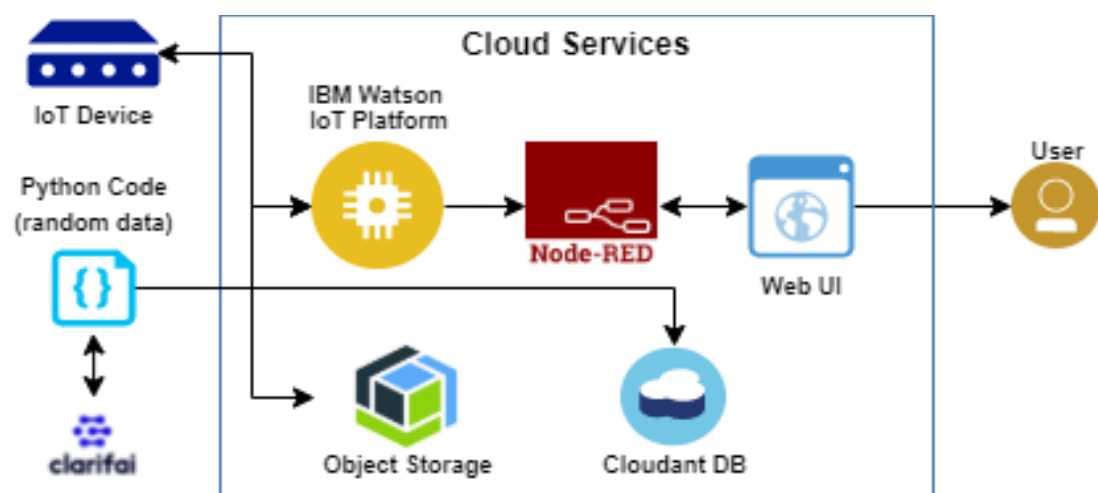 Cloud Services
IoT Device
IBM Watson
IoT Platform
User
Python Code
(random data)
Node-RED
Web UI
clarifai
Object Storage
Cloudant DB